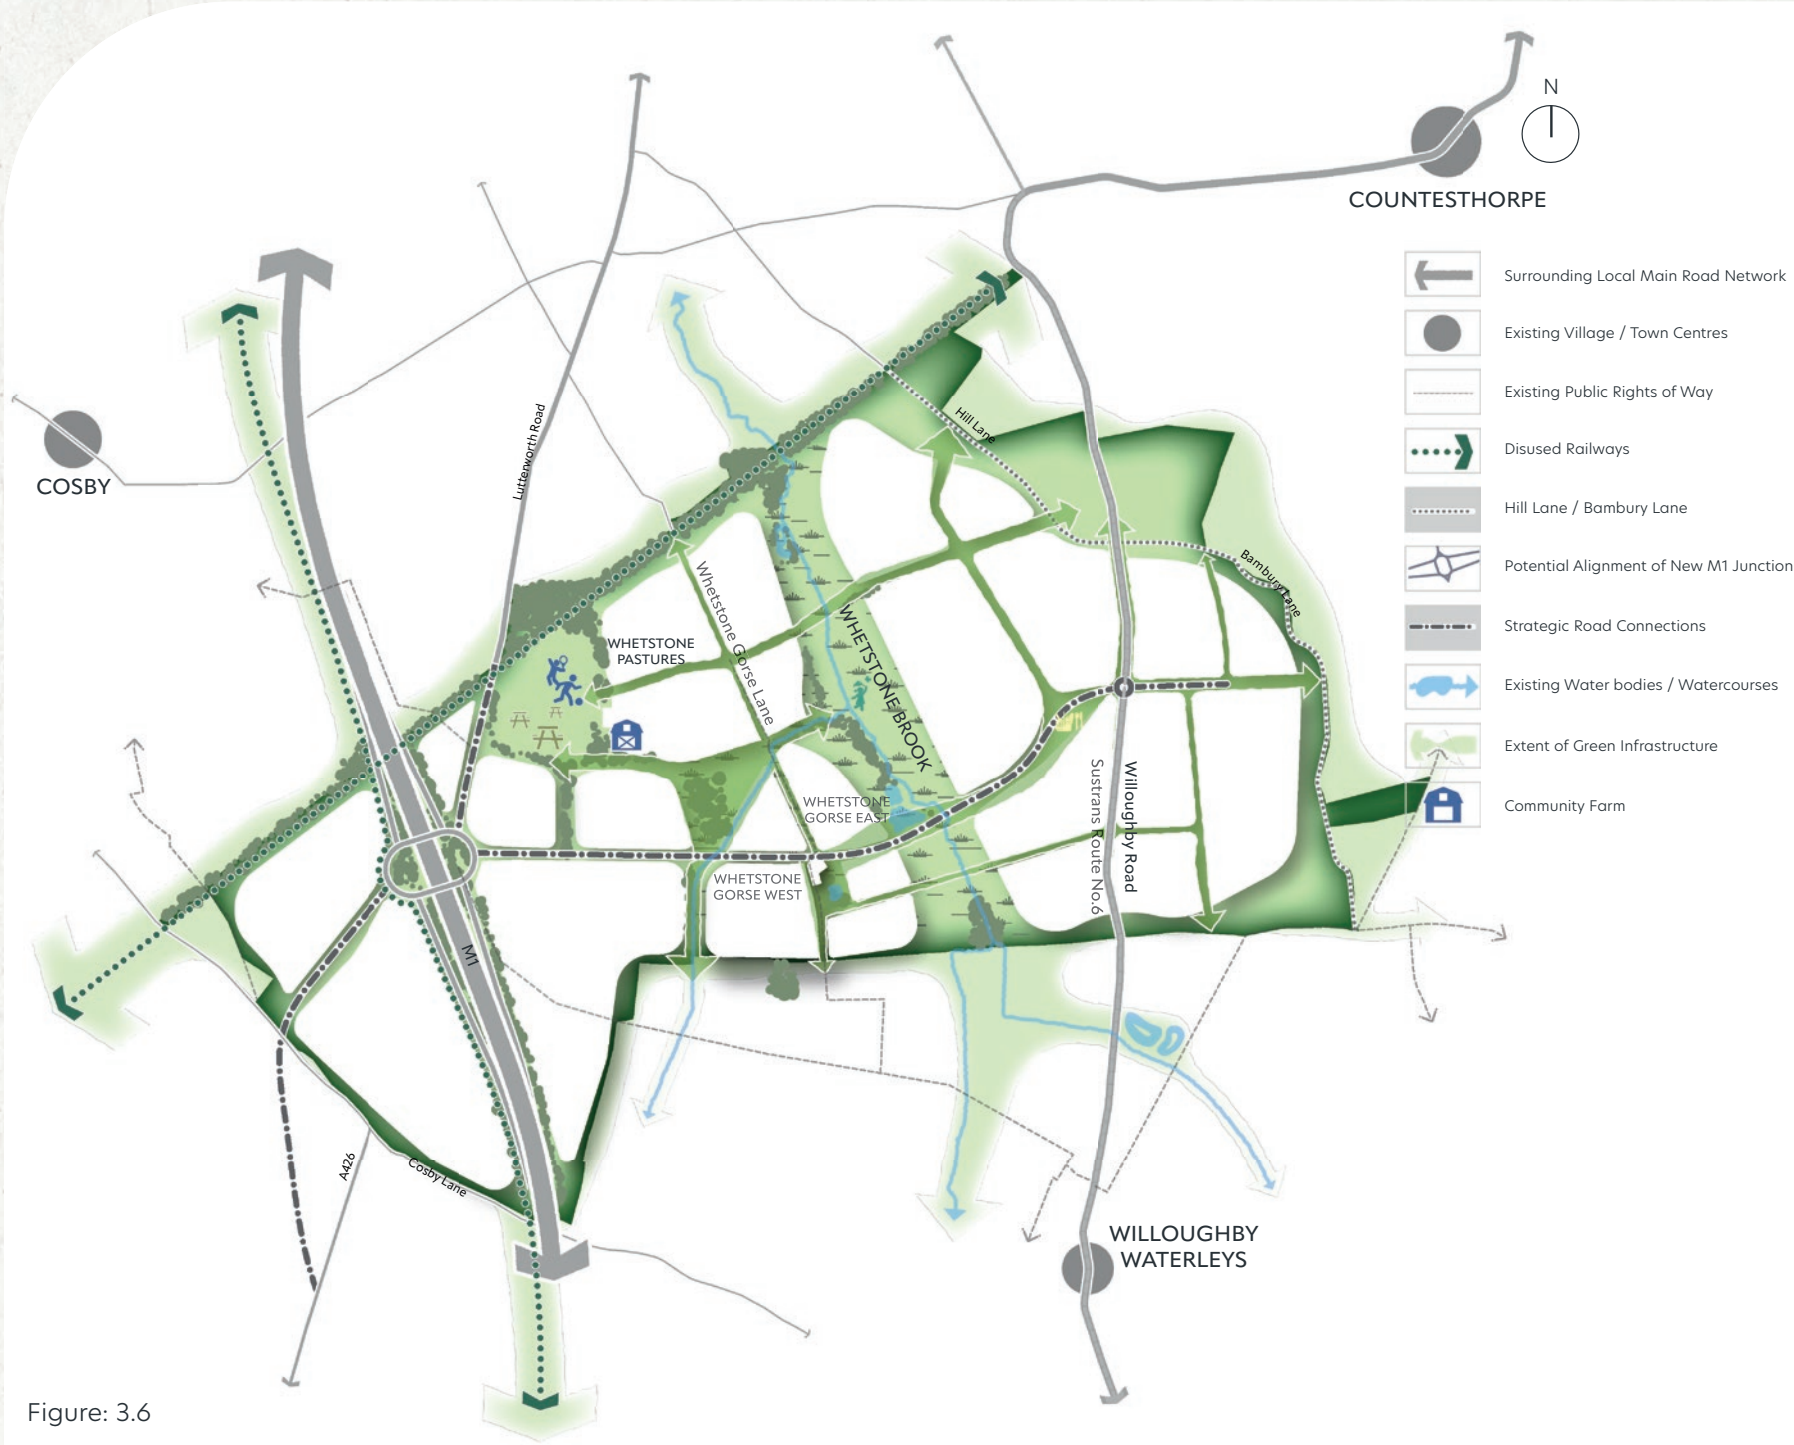 N
COUNTESTHORPE
Surrounding Local Main Road Network
Existing Village / Town Centres
Existing Public Rights of Way
Disused Railways
Hill Lane / Bambury Lane
Potential Alignment of New M1 Junction
Strategic Road Connections
Existing Water bodies / Watercourses
Extent of Green Infrastructure
Community Farm
COSBY
Lutterworth Road
Hill Lane
Bambury Lane
Whetstone Gorse Lane
WHETSTONE
PASTURES
WHETSTONE BROOK
WHETSTONE
GORSE EAST
WHETSTONE
GORSE WEST
Willoughby Road
Sustrans Route No.6
M1
A426
Cosby Lane
WILLOUGHBY
WATERLEYS
Figure: 3.6